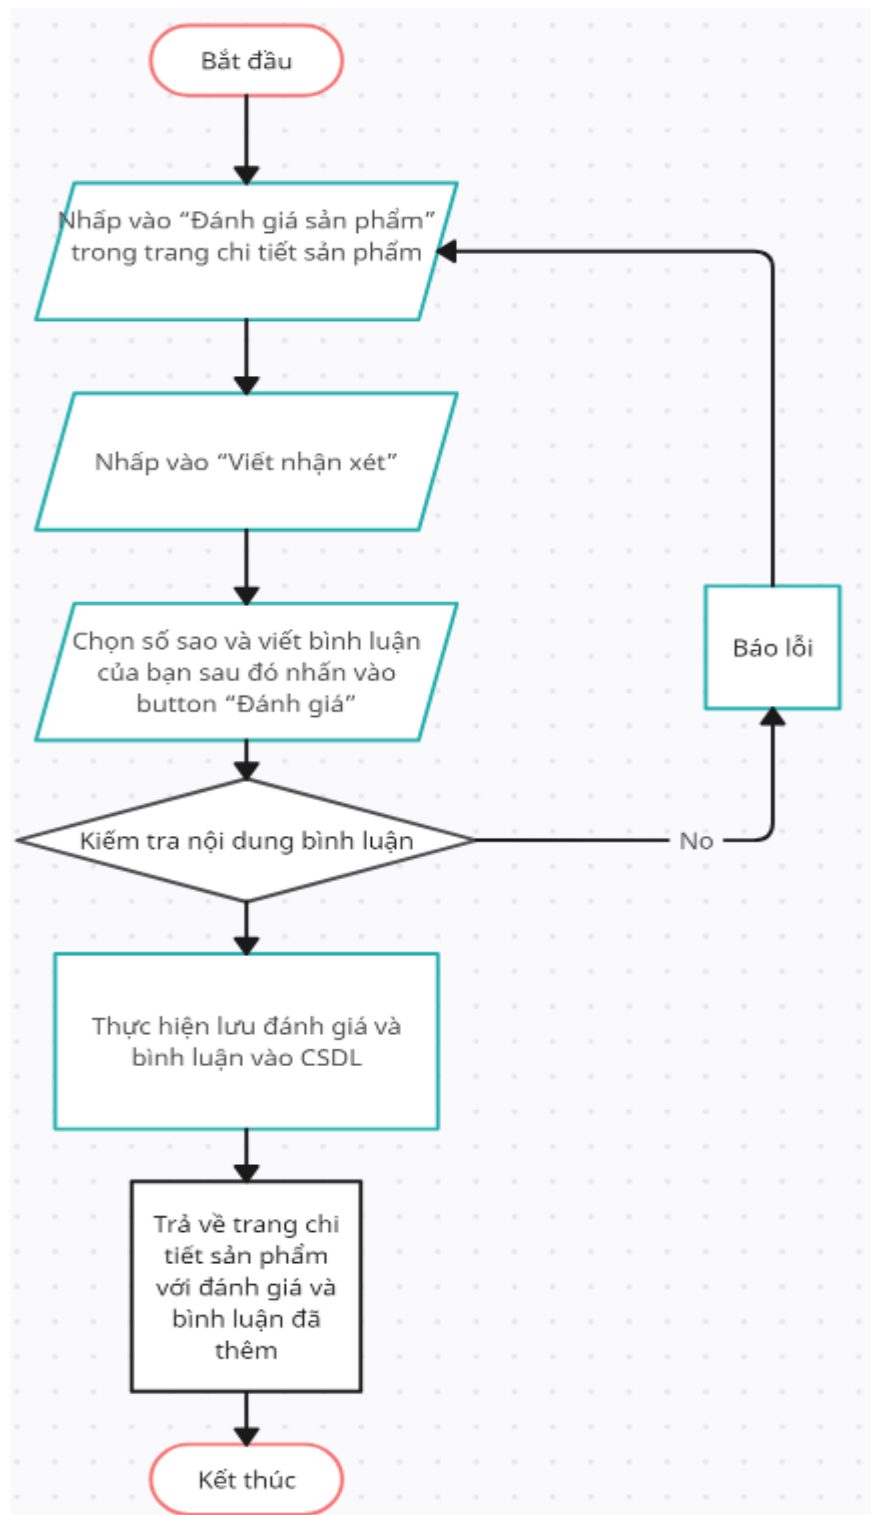 Bắt đầu
Nhấp vào “Đánh giá sản phẩm”
trong trang chi tiết sản phẩm
Nhấp vào “Viết nhận xét”
Chọn số sao và viết bình luận
của bạn sau đó nhấn vào
button “Đánh giá”
Báo lỗi
Kiểm tra nội dung bình luận
No
Thực hiện lưu đánh giá và
bình luận vào CSDL
Trả về trang chi
tiết sản phẩm
với đánh giá và
bình luận đã
thêm
Kết thúc